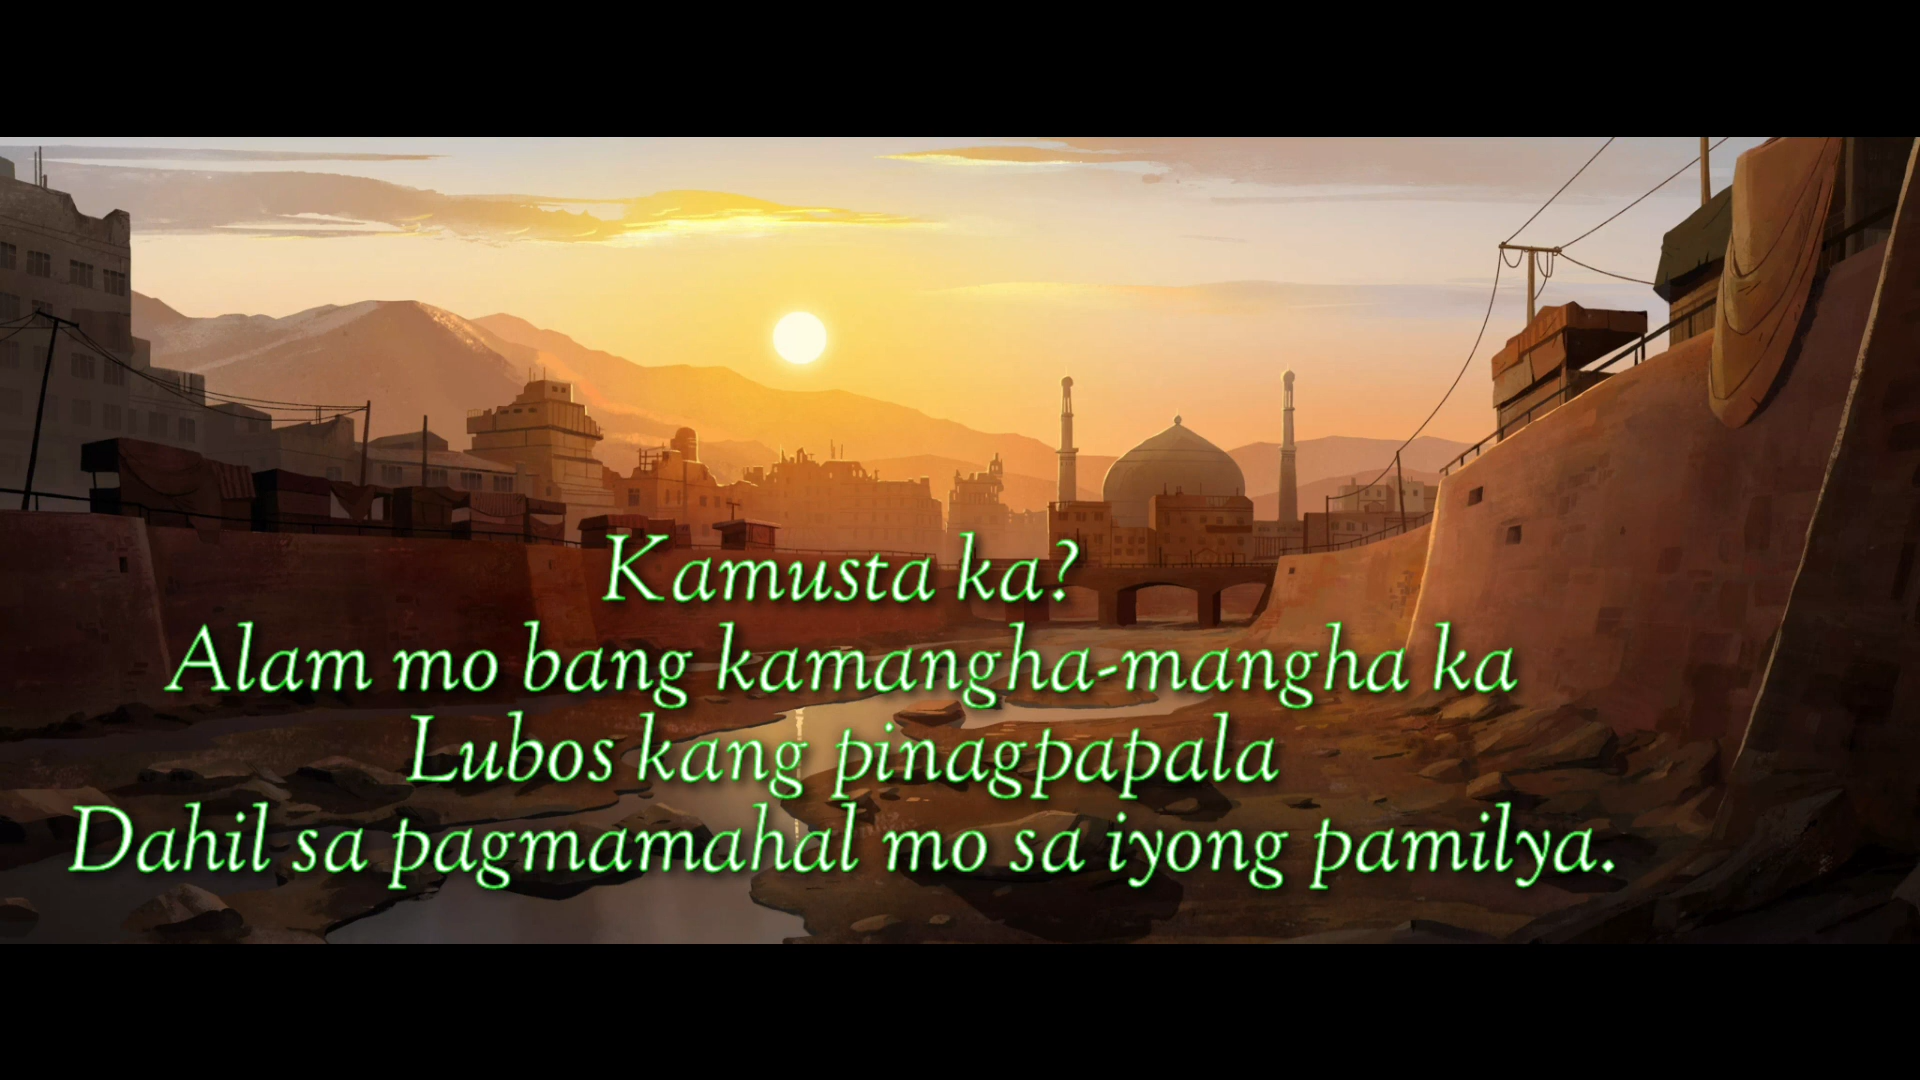 Kamusta ka?
Alam mo bang kamangha-mangha ka
Lubos kang pinagpapala
Dahil sa pagmamahal mo sa iyong pamilya.